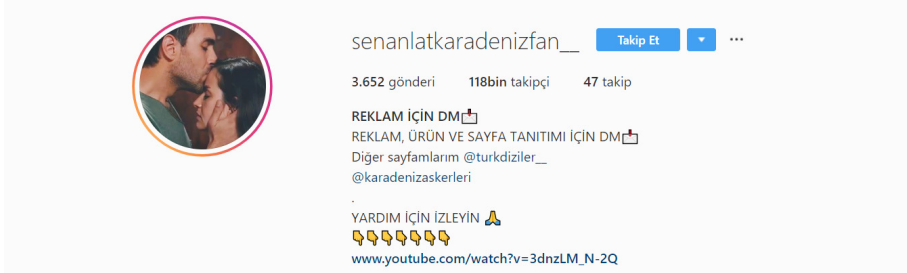 senanlatkaradenizfan__ Takip Et ▼ •••
3.652 gönderi 118bin takipçi 47 takip
REKLAM İÇİN DM📩
REKLAM, ÜRÜN VE SAYFA TANITIMI İÇİN DM📩
Diğer sayfamlarım @turkdiziler__
@karadenizaskerleri
.
YARDIM İÇİN İZLEYİN 🙏
👇👇👇👇👇👇👇
www.youtube.com/watch?v=3dnzLM_N-2Q